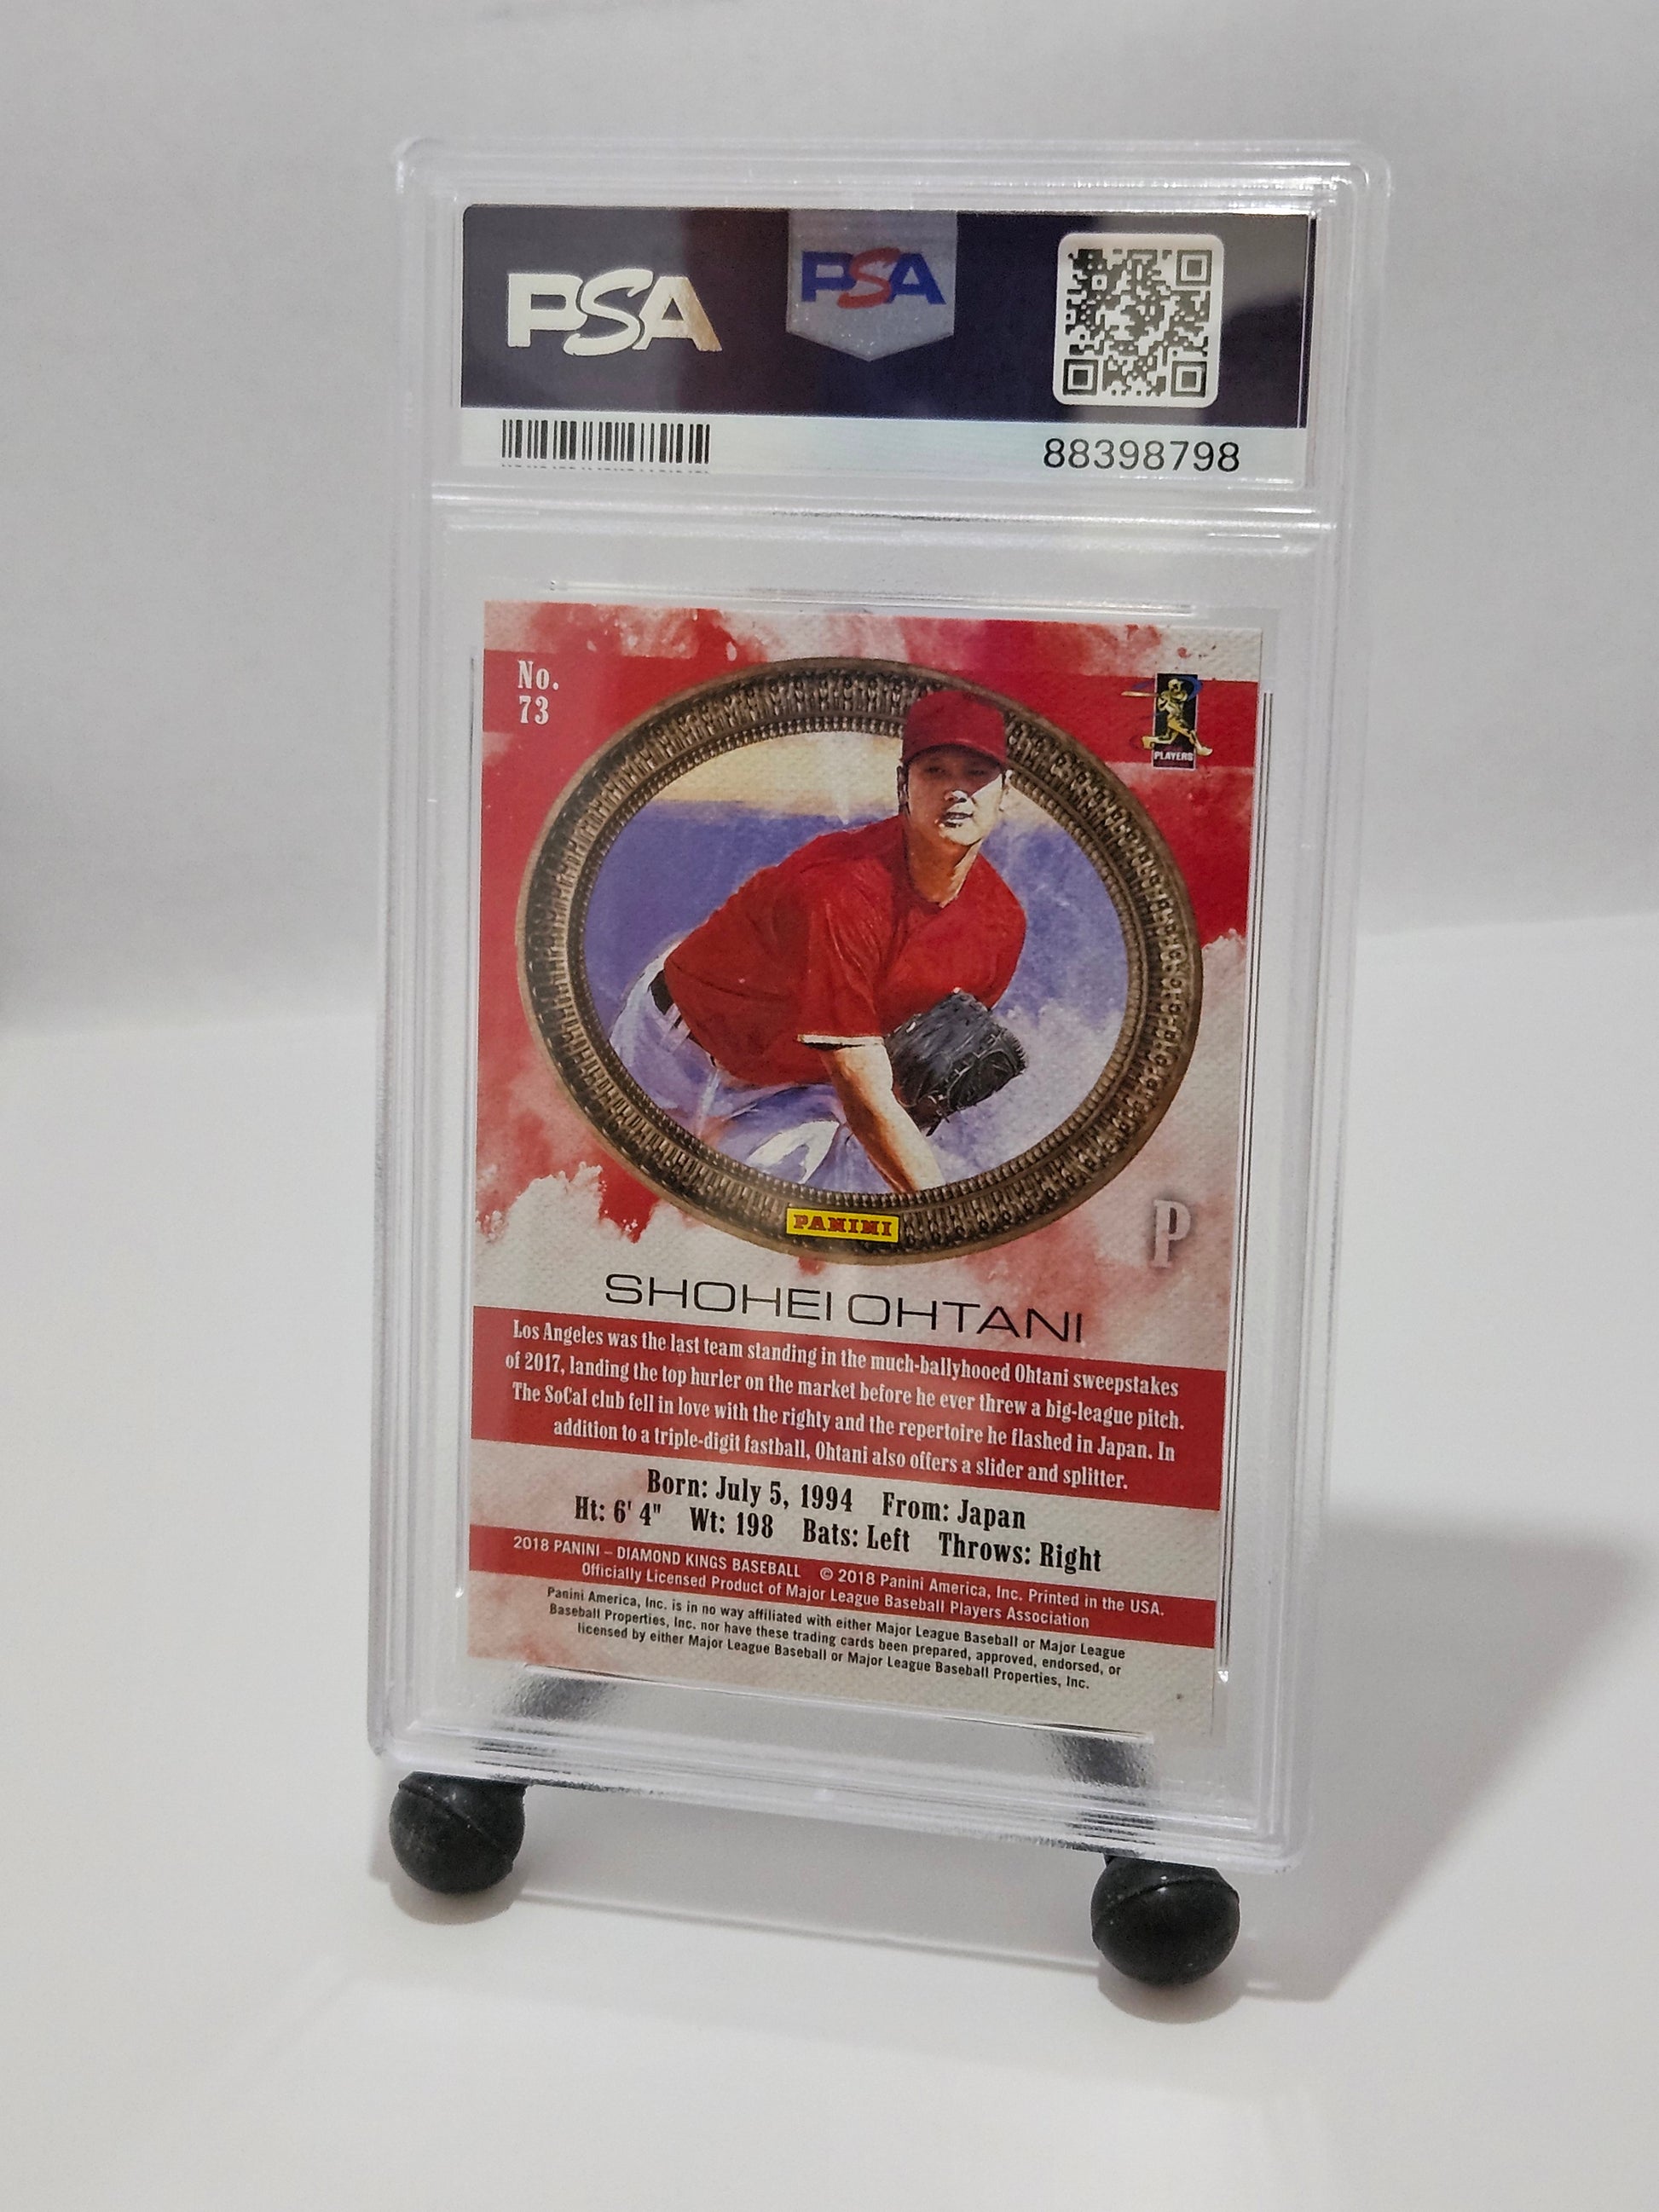 PSA
PSA
88398798
No.
73
PLAYERS
PANINI
P
SHOHEI OHTANI
Los Angeles was the last team standing in the much-ballyhooed Ohtani sweepstakes
of 2017, landing the top hurler on the market before he ever threw a big-league pitch.
The SoCal club fell in love with the righty and the repertoire he flashed in Japan. In
addition to a triple-digit fastball, Ohtani also offers a slider and splitter.
Born: July 5, 1994 From: Japan
Ht: 6' 4" Wt: 198 Bats: Left Throws: Right
2018 PANINI – DIAMOND KINGS BASEBALL © 2018 Panini America, Inc. Printed in the USA.
Officially Licensed Product of Major League Baseball Players Association
Panini America, Inc. is in no way affiliated with either Major League Baseball or Major League
Baseball Properties, Inc. nor have these trading cards been prepared, approved, endorsed, or
licensed by either Major League Baseball or Major League Baseball Properties, Inc.